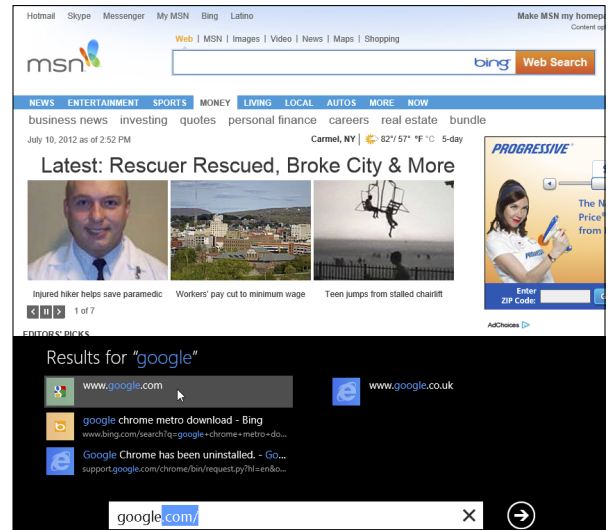 Hotmail Skype Messenger My MSN Bing Latino Make MSN my homepa
Content op
Web | MSN | Images | Video | News | Maps | Shopping
msn
bing Web Search
NEWS ENTERTAINMENT SPORTS MONEY LIVING LOCAL AUTOS MORE NOW
business news investing quotes personal finance careers real estate bundle
July 10, 2012 as of 2:52 PM Carmel, NY | 82°/ 57° °F °C 5-day
PROGRESSIVE
Latest: Rescuer Rescued, Broke City & More
The N
Price
from
Injured hiker helps save paramedic Workers' pay cut to minimum wage Teen jumps from stalled chairlift
Enter
ZIP Code:
1 of 7
AdChoices
EDITORS' PICKS
Results for "google"
www.google.com www.google.co.uk
google chrome metro download - Bing
www.bing.com/search?q=google+chrome+metro+do...
Google Chrome has been uninstalled. - Go...
support.google.com/chrome/bin/request.py?hl=en&o...
google.com/